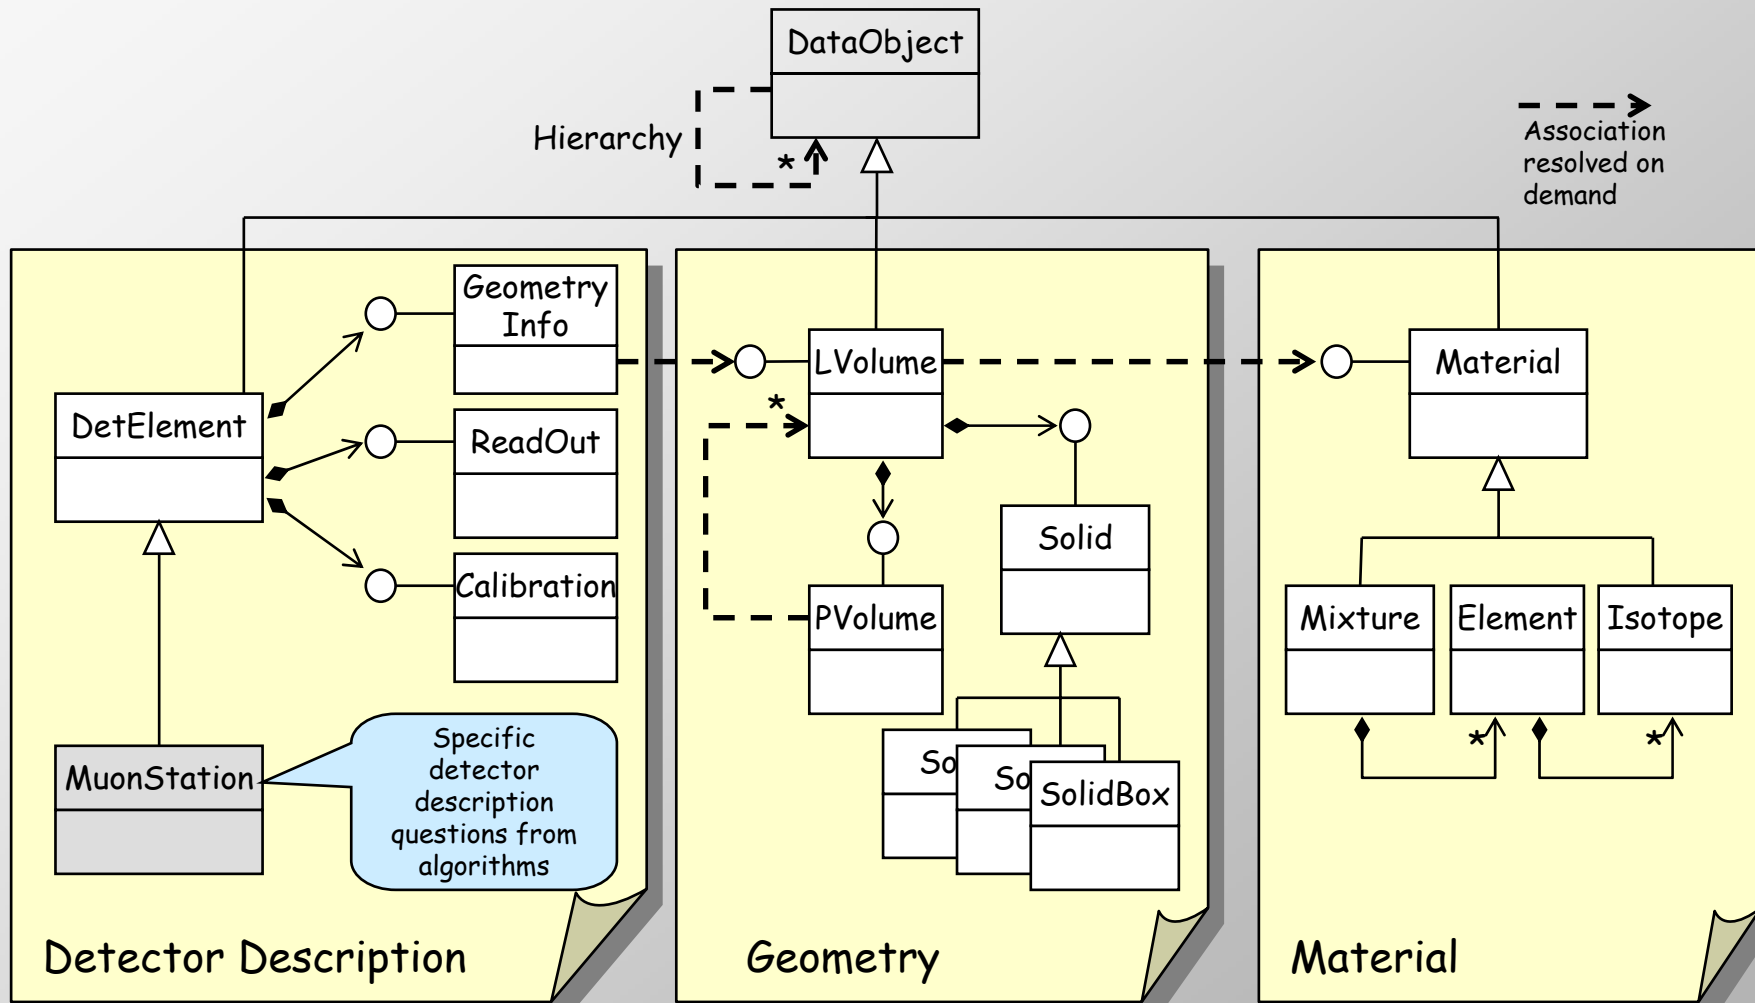 DataObject
Hierarchy
*
Association
resolved on
demand
Geometry
Info
DetElement
ReadOut
Calibration
MuonStation
Specific
detector
description
questions from
algorithms
Detector Description
LVolume
*
Solid
PVolume
So
So
SolidBox
Geometry
Material
Mixture
Element
Isotope
*
*
Material